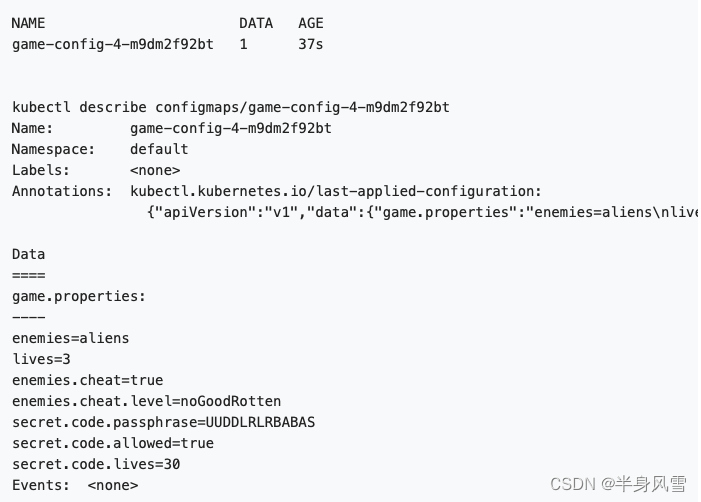 NAME DATA AGE
game-config-4-m9dm2f92bt 1 37s
kubectl describe configmaps/game-config-4-m9dm2f92bt
Name: game-config-4-m9dm2f92bt
Namespace: default
Labels: <none>
Annotations: kubectl.kubernetes.io/last-applied-configuration:
{"apiVersion":"v1","data":{"game.properties":"enemies=aliens\nlive
Data
====
game.properties:
----
enemies=aliens
lives=3
enemies.cheat=true
enemies.cheat.level=noGoodRotten
secret.code.passphrase=UUDDLRLRBABAS
secret.code.allowed=true
secret.code.lives=30
Events: <none>
CSDN @半身风雪